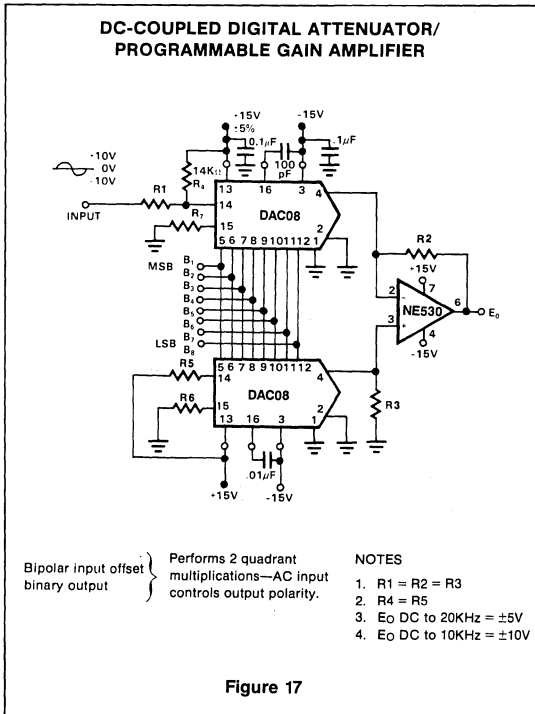 DC-COUPLED DIGITAL ATTENUATOR/
PROGRAMMABLE GAIN AMPLIFIER
+15V
±5%
-15V
0.1µF
.1µF
100
pF
14KΩ
R4
+10V
0V
-10V
R1
INPUT
R7
13
16
3
4
14
15
DAC08
2
1
5 6 7 8 9 10 11 12
R2
+15V
2
-
7
NE530
6
E0
3
+
4
-15V
MSB
B1
B2
B3
B4
B5
B6
B7
LSB
B8
R5
5 6 7 8 9 10 11 12
14
DAC08
4
R6
15
2
13
16
3
1
R3
.01µF
+15V
-15V
Bipolar input offset
binary output
Performs 2 quadrant
multiplications—AC input
controls output polarity.
NOTES
1. R1 = R2 = R3
2. R4 = R5
3. EO DC to 20KHz = ±5V
4. EO DC to 10KHz = ±10V
Figure 17